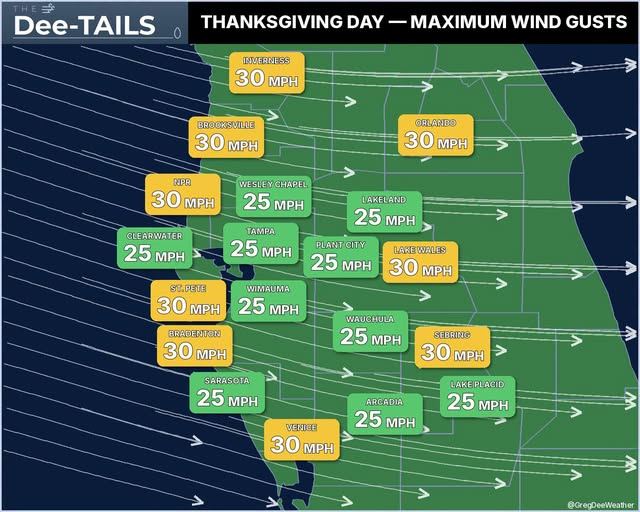 THE
Dee-TAILS
THANKSGIVING DAY — MAXIMUM WIND GUSTS
INVERNESS
30 MPH
BROOKSVILLE
30 MPH
ORLANDO
30 MPH
NPR
30 MPH
WESLEY CHAPEL
25 MPH
LAKELAND
25 MPH
CLEARWATER
25 MPH
TAMPA
25 MPH
PLANT CITY
25 MPH
LAKE WALES
30 MPH
ST. PETE
30 MPH
WIMAUMA
25 MPH
BRADENTON
30 MPH
WAUCHULA
25 MPH
SEBRING
30 MPH
SARASOTA
25 MPH
ARCADIA
25 MPH
LAKE PLACID
25 MPH
VENICE
30 MPH
@GregDeeWeather